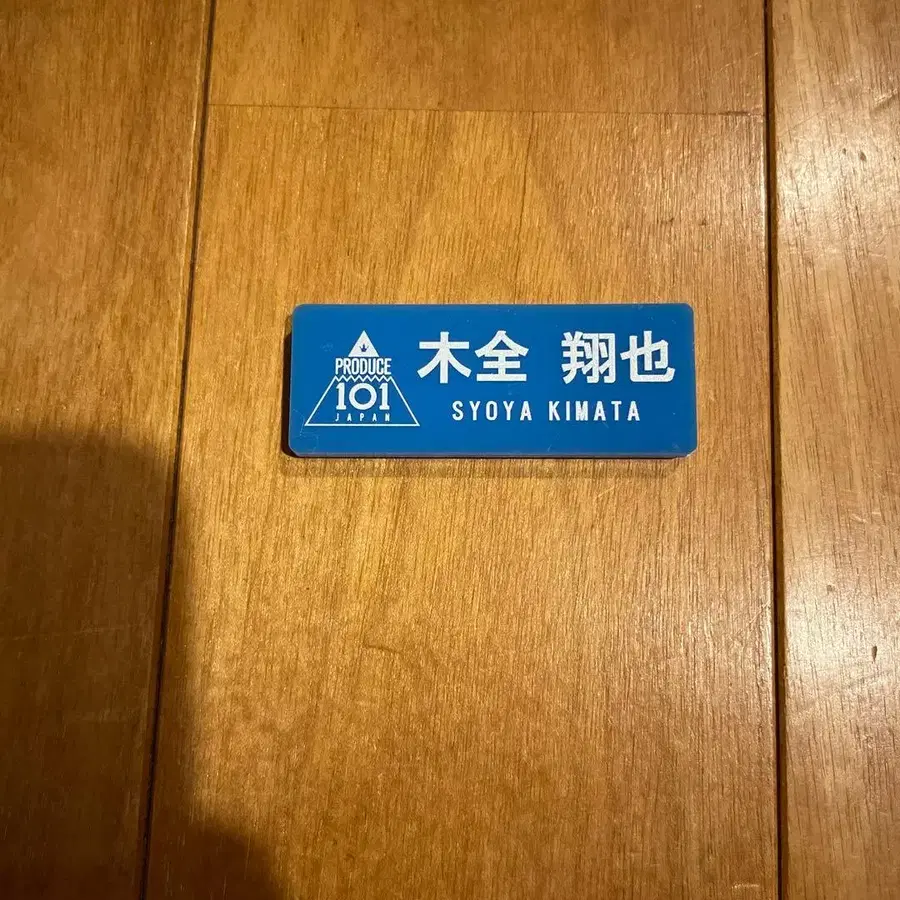 PRODUCE
101
JAPAN
木全 翔也
SYOYA KIMATA